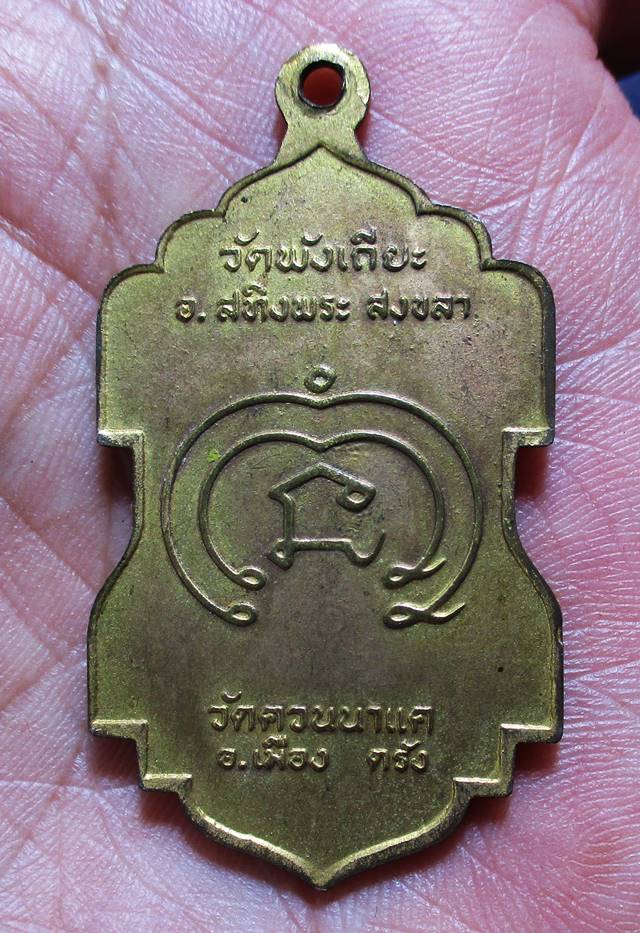 วัดพังเถียะ
อ. สทิงพระ สงขลา
วัดควนนาแค
อ. เมือง ตรัง